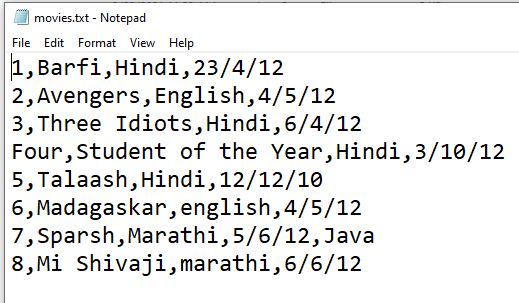 movies.txt - Notepad
File Edit Format View Help
1,Barfi,Hindi,23/4/12
2,Avengers,English,4/5/12
3,Three Idiots,Hindi,6/4/12
Four,Student of the Year,Hindi,3/10/12
5,Talaash,Hindi,12/12/10
6,Madagaskar,english,4/5/12
7,Sparsh,Marathi,5/6/12,Java
8,Mi Shivaji,marathi,6/6/12